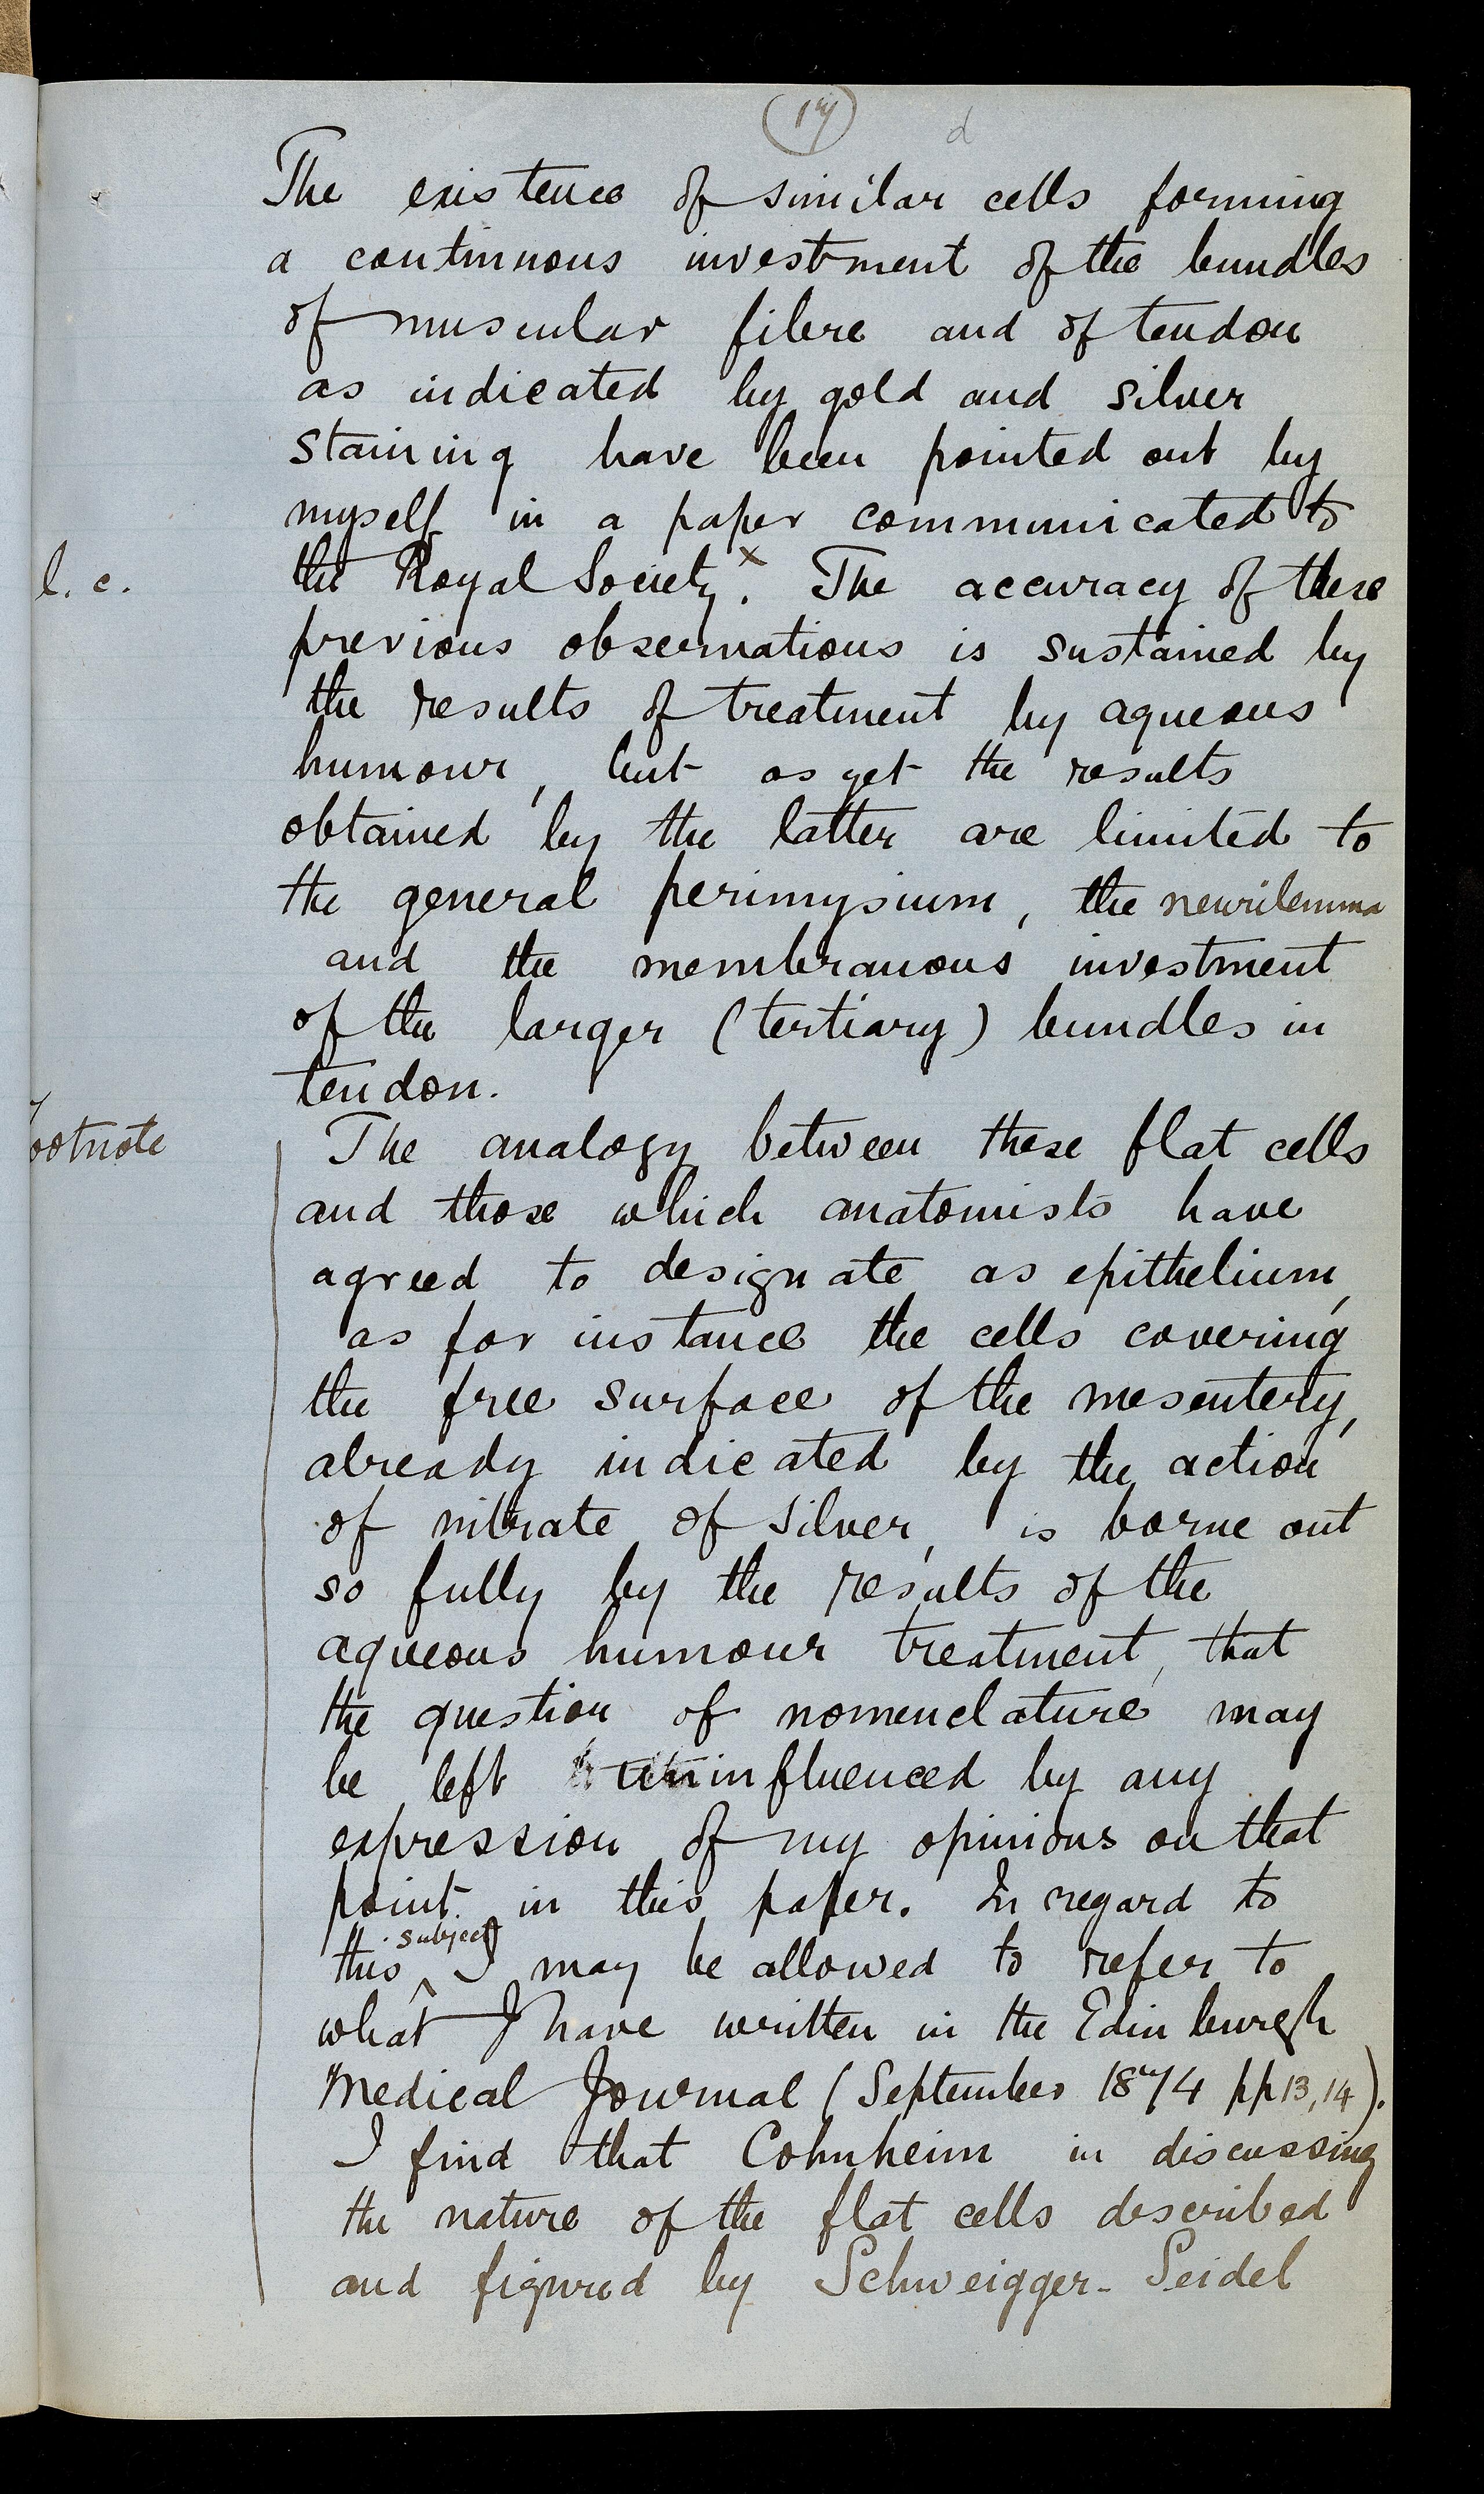 (17)
d
The existence of similar cells forming
a continuous investment of the bundles
of muscular fibre and of tendon
as indicated by gold and silver
staining have been pointed out by
myself in a paper communicated to
l. c.
the Royal Society x. The accuracy of these
previous observations is sustained by
the results of treatment by aqueous
humour, but as yet the results
obtained by the latter are limited to
the general perimysium, the neurilemma
and the membranous investment
of the larger (tertiary) bundles in
tendon.
ootnote
The analogy between these flat cells
and those which anatomists have
agreed to designate as epithelium,
as for instance the cells covering
the free surface of the mesentery,
already indicated by the action
of nitrate of silver, is borne out
so fully by the results of the
aqueous humour treatment, that
the question of nomenclature may
be left uninfluenced by any
expression of my opinions on that
point in this paper. In regard to
subject
this ^ I may be allowed to refer to
what I have written in the Edinburgh
Medical Journal (September 1874 pp 13, 14).
I find that Cohnheim in discussing
the nature of the flat cells described
and figured by Schweigger-Seidel